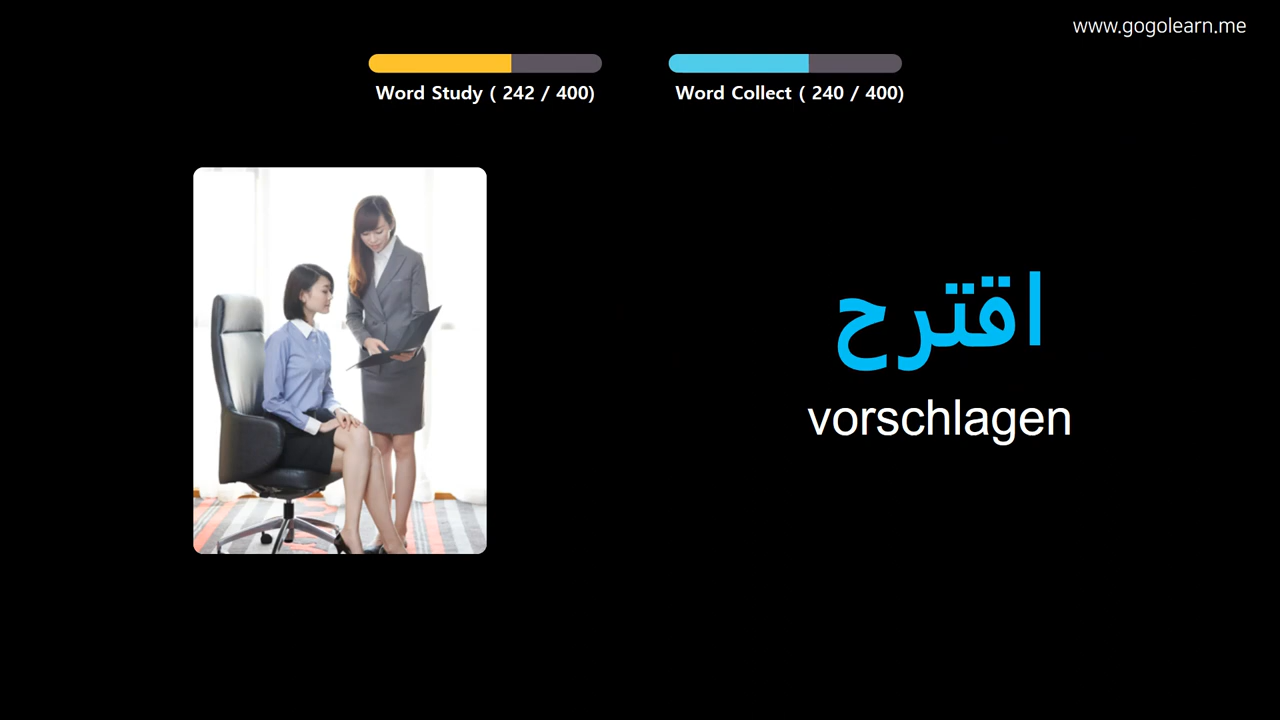 www.gogolearn.me
Word Study ( 242 / 400)
Word Collect ( 240 / 400)
اقترح
vorschlagen